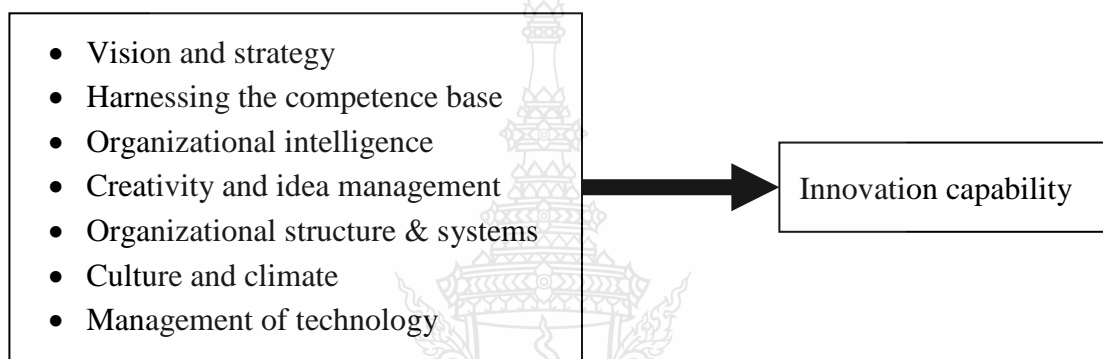 • Vision and strategy
• Harnessing the competence base
• Organizational intelligence
• Creativity and idea management
• Organizational structure & systems
• Culture and climate
• Management of technology
Innovation capability